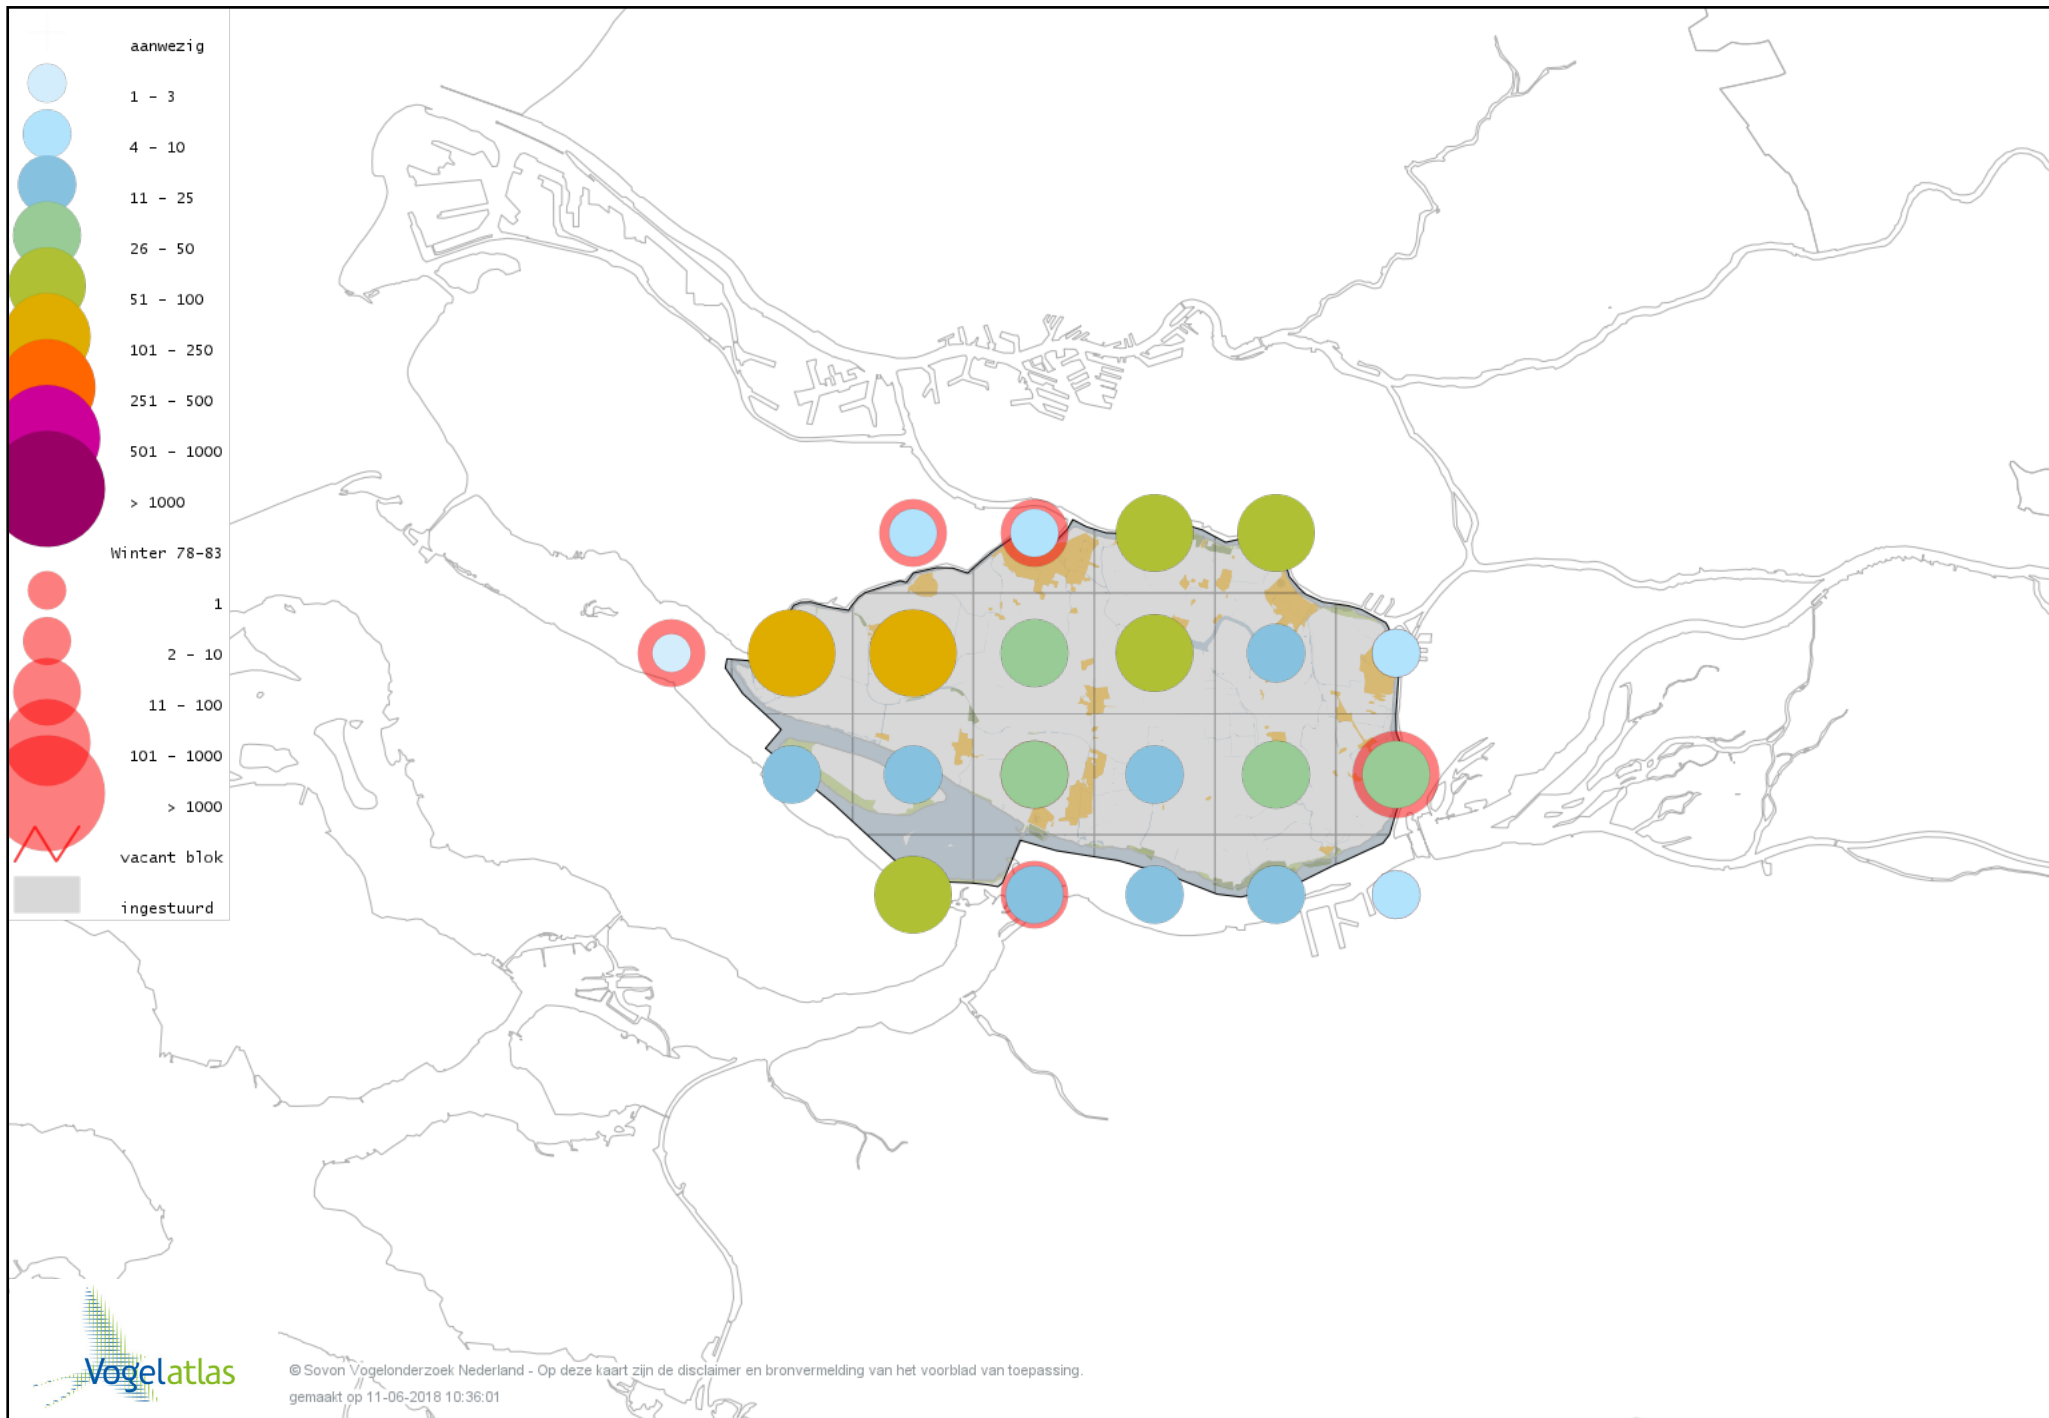 aanwezig
1 - 3
4 - 10
11 - 25
26 - 50
51 - 100
101 - 250
251 - 500
501 - 1000
> 1000
Winter 78-83
1
2 - 10
11 - 100
101 - 1000
> 1000
vacant blok
ingestuurd
Vogelatlas
© Sovon Vogelonderzoek Nederland - Op deze kaart zijn de disclaimer en bronvermelding van het voorblad van toepassing.
gemaakt op 11-06-2018 10:36:01